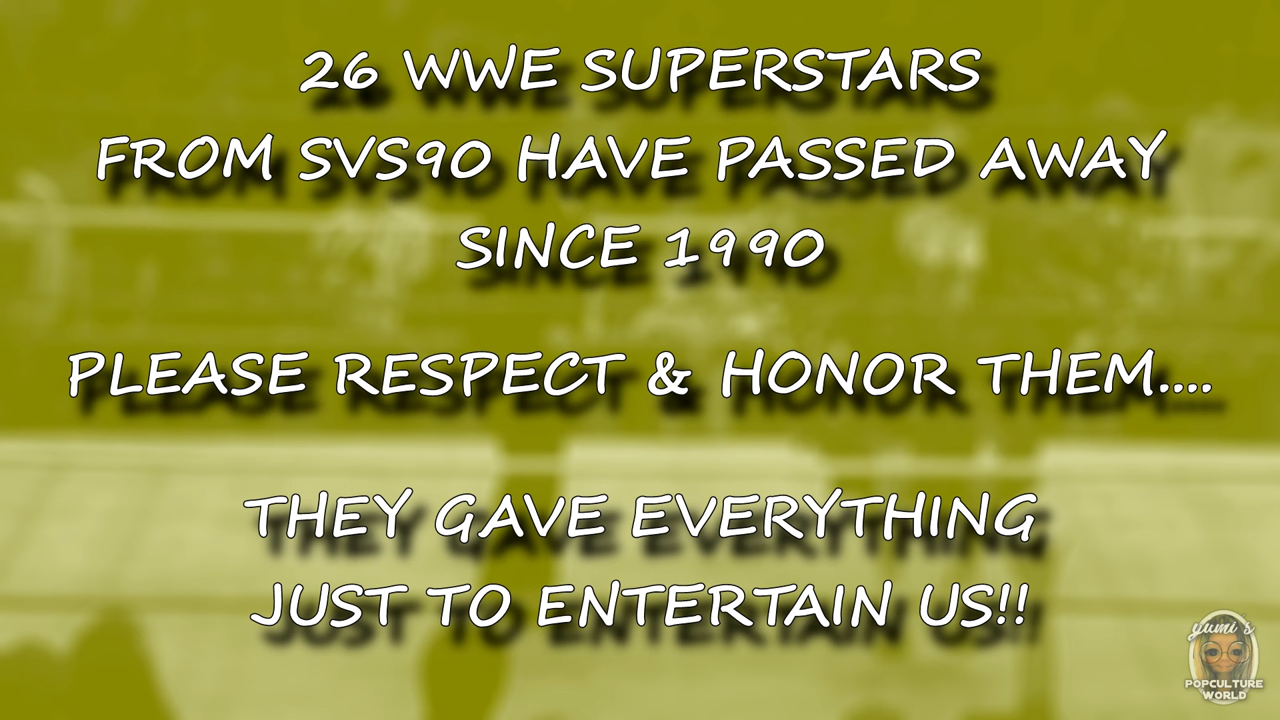 26 WWE SUPERSTARS
FROM SVS90 HAVE PASSED AWAY
SINCE 1990
PLEASE RESPECT & HONOR THEM....
THEY GAVE EVERYTHING
JUST TO ENTERTAIN US!!
yumi's
POPCULTURE
WORLD